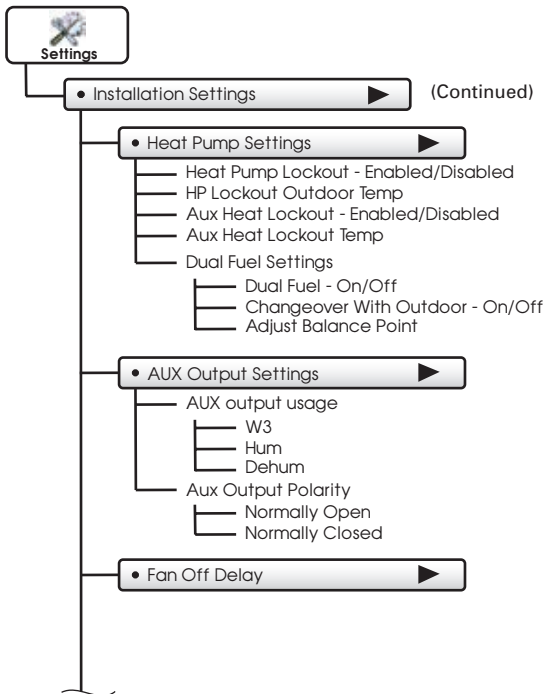 Settings
• Installation Settings
(Continued)
• Heat Pump Settings
Heat Pump Lockout - Enabled/Disabled
HP Lockout Outdoor Temp
Aux Heat Lockout - Enabled/Disabled
Aux Heat Lockout Temp
Dual Fuel Settings
Dual Fuel - On/Off
Changeover With Outdoor - On/Off
Adjust Balance Point
• AUX Output Settings
AUX output usage
W3
Hum
Dehum
Aux Output Polarity
Normally Open
Normally Closed
• Fan Off Delay